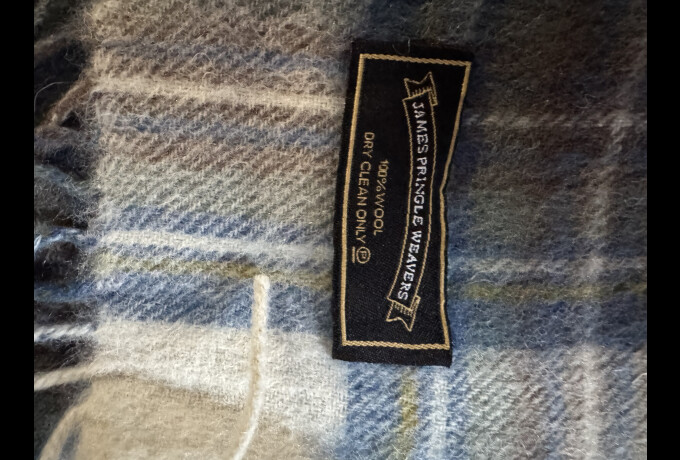 JAMES PRINGLE WEAVERS
100% WOOL
DRY CLEAN ONLY Ⓟ